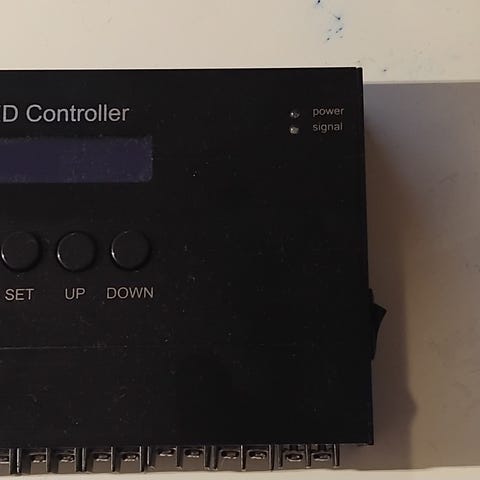 D Controller
power
signal
SET UP DOWN